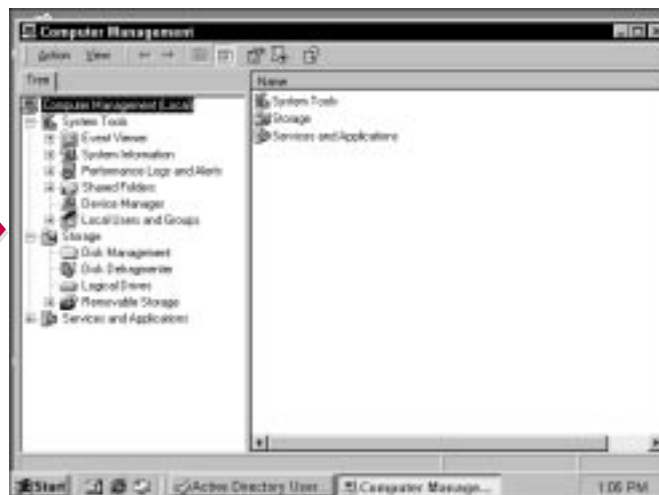 Computer Management
Action View
Tree
Name
Computer Management (Local)
System Tools
Event Viewer
System Information
Performance Logs and Alerts
Shared Folders
Device Manager
Local Users and Groups
Storage
Disk Management
Disk Defragmenter
Logical Drives
Removable Storage
Services and Applications
System Tools
Storage
Services and Applications
Start
Active Directory User...
Computer Manage...
1:05 PM